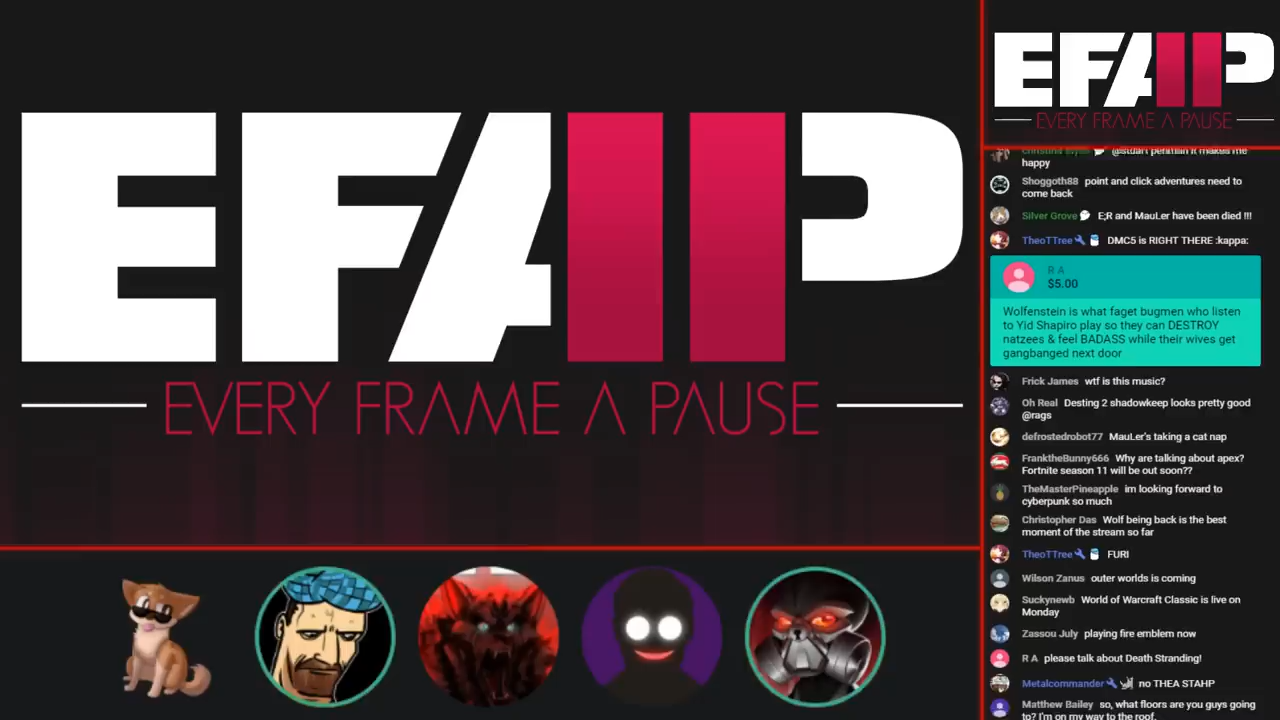 EFAP
EVERY FRAME A PAUSE
EFAP
EVERY FRAME A PAUSE
@stuart it makes me
happy
Shoggoth88 point and click adventures need to
come back
Silver Grove E;R and MauLer have been died !!!
TheoTTree DMC5 is RIGHT THERE :kappa:
R A
$5.00
Wolfenstein is what faget bugmen who listen
to Yid Shapiro play so they can DESTROY
natzees & feel BADASS while their wives get
gangbanged next door
Frick James wtf is this music?
Oh Real Desting 2 shadowkeep looks pretty good
@rags
defrostedrobot77 MauLer's taking a cat nap
FranktheBunny666 Why are talking about apex?
Fortnite season 11 will be out soon??
TheMasterPineapple im looking forward to
cyberpunk so much
Christopher Das Wolf being back is the best
moment of the stream so far
TheoTTree FURI
Wilson Zanus outer worlds is coming
Suckynewb World of Warcraft Classic is live on
Monday
Zassou July playing fire emblem now
R A please talk about Death Stranding!
Metalcommander no THEA STAHP
Matthew Bailey so, what floors are you guys going
to? I'm on my way to the roof.